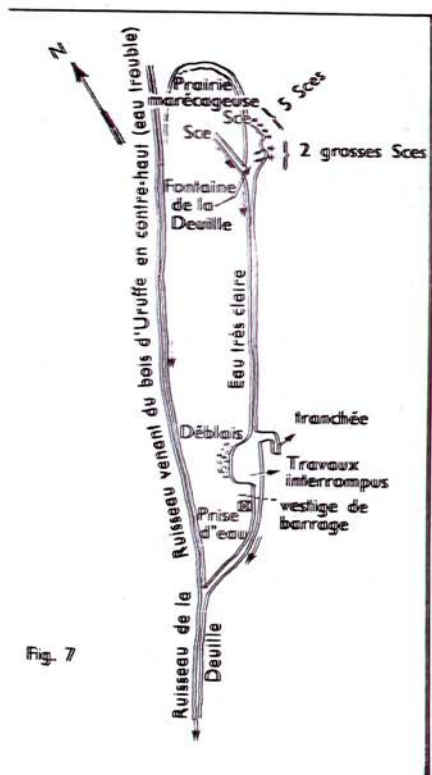 N
Prairie
marécageuse
5 Sces
Sce
Sce
2 grosses Sces
Fontaine
de la
Deuille
Ruisseau venant du bois d'Uruffe en contre-haut (eau trouble)
Eau très claire
tranchée
Déblais
Travaux
interrompus
vestige de
barrage
Prise
d'eau
Ruisseau de la
Deuille
Fig. 7